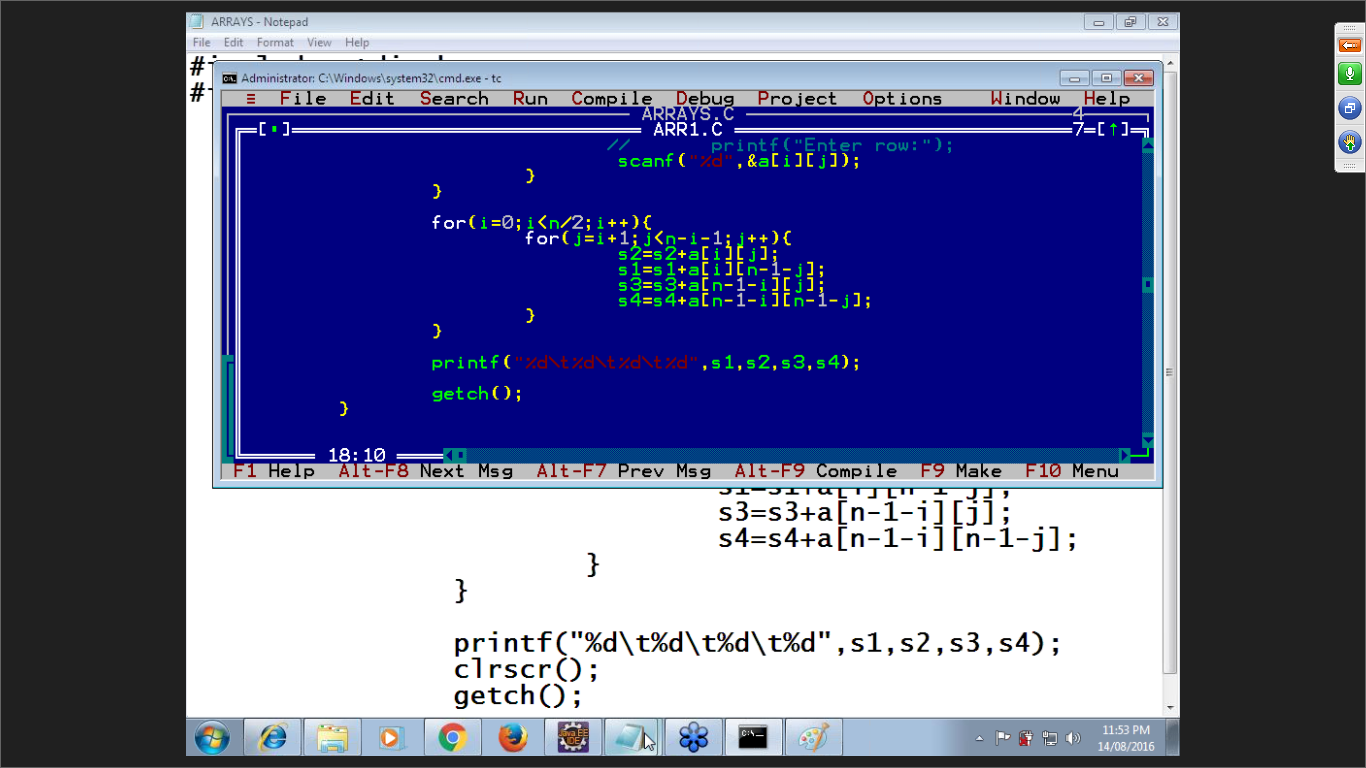 ARRAYS - Notepad
File Edit Format View Help
Administrator: C:\Windows\system32\cmd.exe - tc
≡ File Edit Search Run Compile Debug Project Options Window Help
ARRAYS.C 4
[▪] ARR1.C 7=[↑]
// printf("Enter row:");
scanf("%d",&a[i][j]);
}
}
for(i=0;i<n/2;i++){
for(j=i+1;j<n-i-1;j++){
s2=s2+a[i][j];
s1=s1+a[i][n-1-j];
s3=s3+a[n-1-i][j];
s4=s4+a[n-1-i][n-1-j];
}
}
printf("%d\t%d\t%d\t%d",s1,s2,s3,s4);
getch();
}
18:10
F1 Help Alt-F8 Next Msg Alt-F7 Prev Msg Alt-F9 Compile F9 Make F10 Menu
s1=s1+a[i][n-1-j];
s3=s3+a[n-1-i][j];
s4=s4+a[n-1-i][n-1-j];
}
}
printf("%d\t%d\t%d\t%d",s1,s2,s3,s4);
clrscr();
getch();
Java EE
IDE
C:\._
11:53 PM
14/08/2016